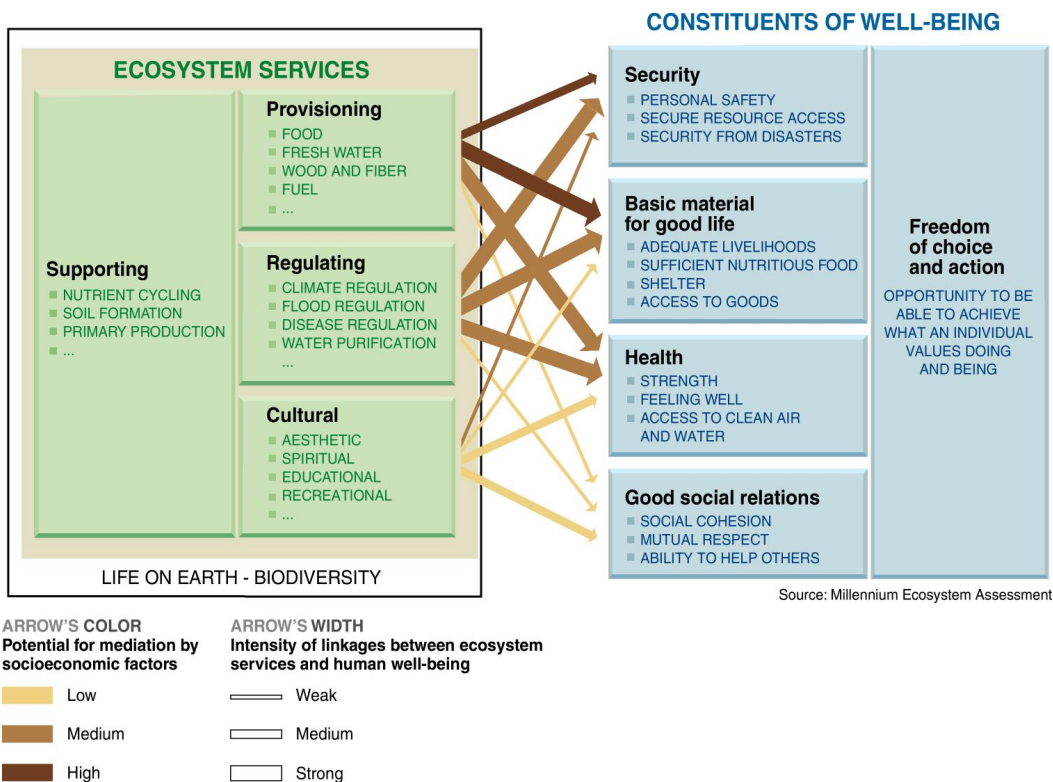 CONSTITUENTS OF WELL-BEING
ECOSYSTEM SERVICES
Supporting
NUTRIENT CYCLING
SOIL FORMATION
PRIMARY PRODUCTION
...
Provisioning
FOOD
FRESH WATER
WOOD AND FIBER
FUEL
...
Regulating
CLIMATE REGULATION
FLOOD REGULATION
DISEASE REGULATION
WATER PURIFICATION
...
Cultural
AESTHETIC
SPIRITUAL
EDUCATIONAL
RECREATIONAL
...
LIFE ON EARTH - BIODIVERSITY
Security
PERSONAL SAFETY
SECURE RESOURCE ACCESS
SECURITY FROM DISASTERS
Basic material
for good life
ADEQUATE LIVELIHOODS
SUFFICIENT NUTRITIOUS FOOD
SHELTER
ACCESS TO GOODS
Health
STRENGTH
FEELING WELL
ACCESS TO CLEAN AIR
AND WATER
Good social relations
SOCIAL COHESION
MUTUAL RESPECT
ABILITY TO HELP OTHERS
Freedom
of choice
and action
OPPORTUNITY TO BE
ABLE TO ACHIEVE
WHAT AN INDIVIDUAL
VALUES DOING
AND BEING
Source: Millennium Ecosystem Assessment
ARROW'S COLOR
Potential for mediation by
socioeconomic factors
Low
Medium
High
ARROW'S WIDTH
Intensity of linkages between ecosystem
services and human well-being
Weak
Medium
Strong